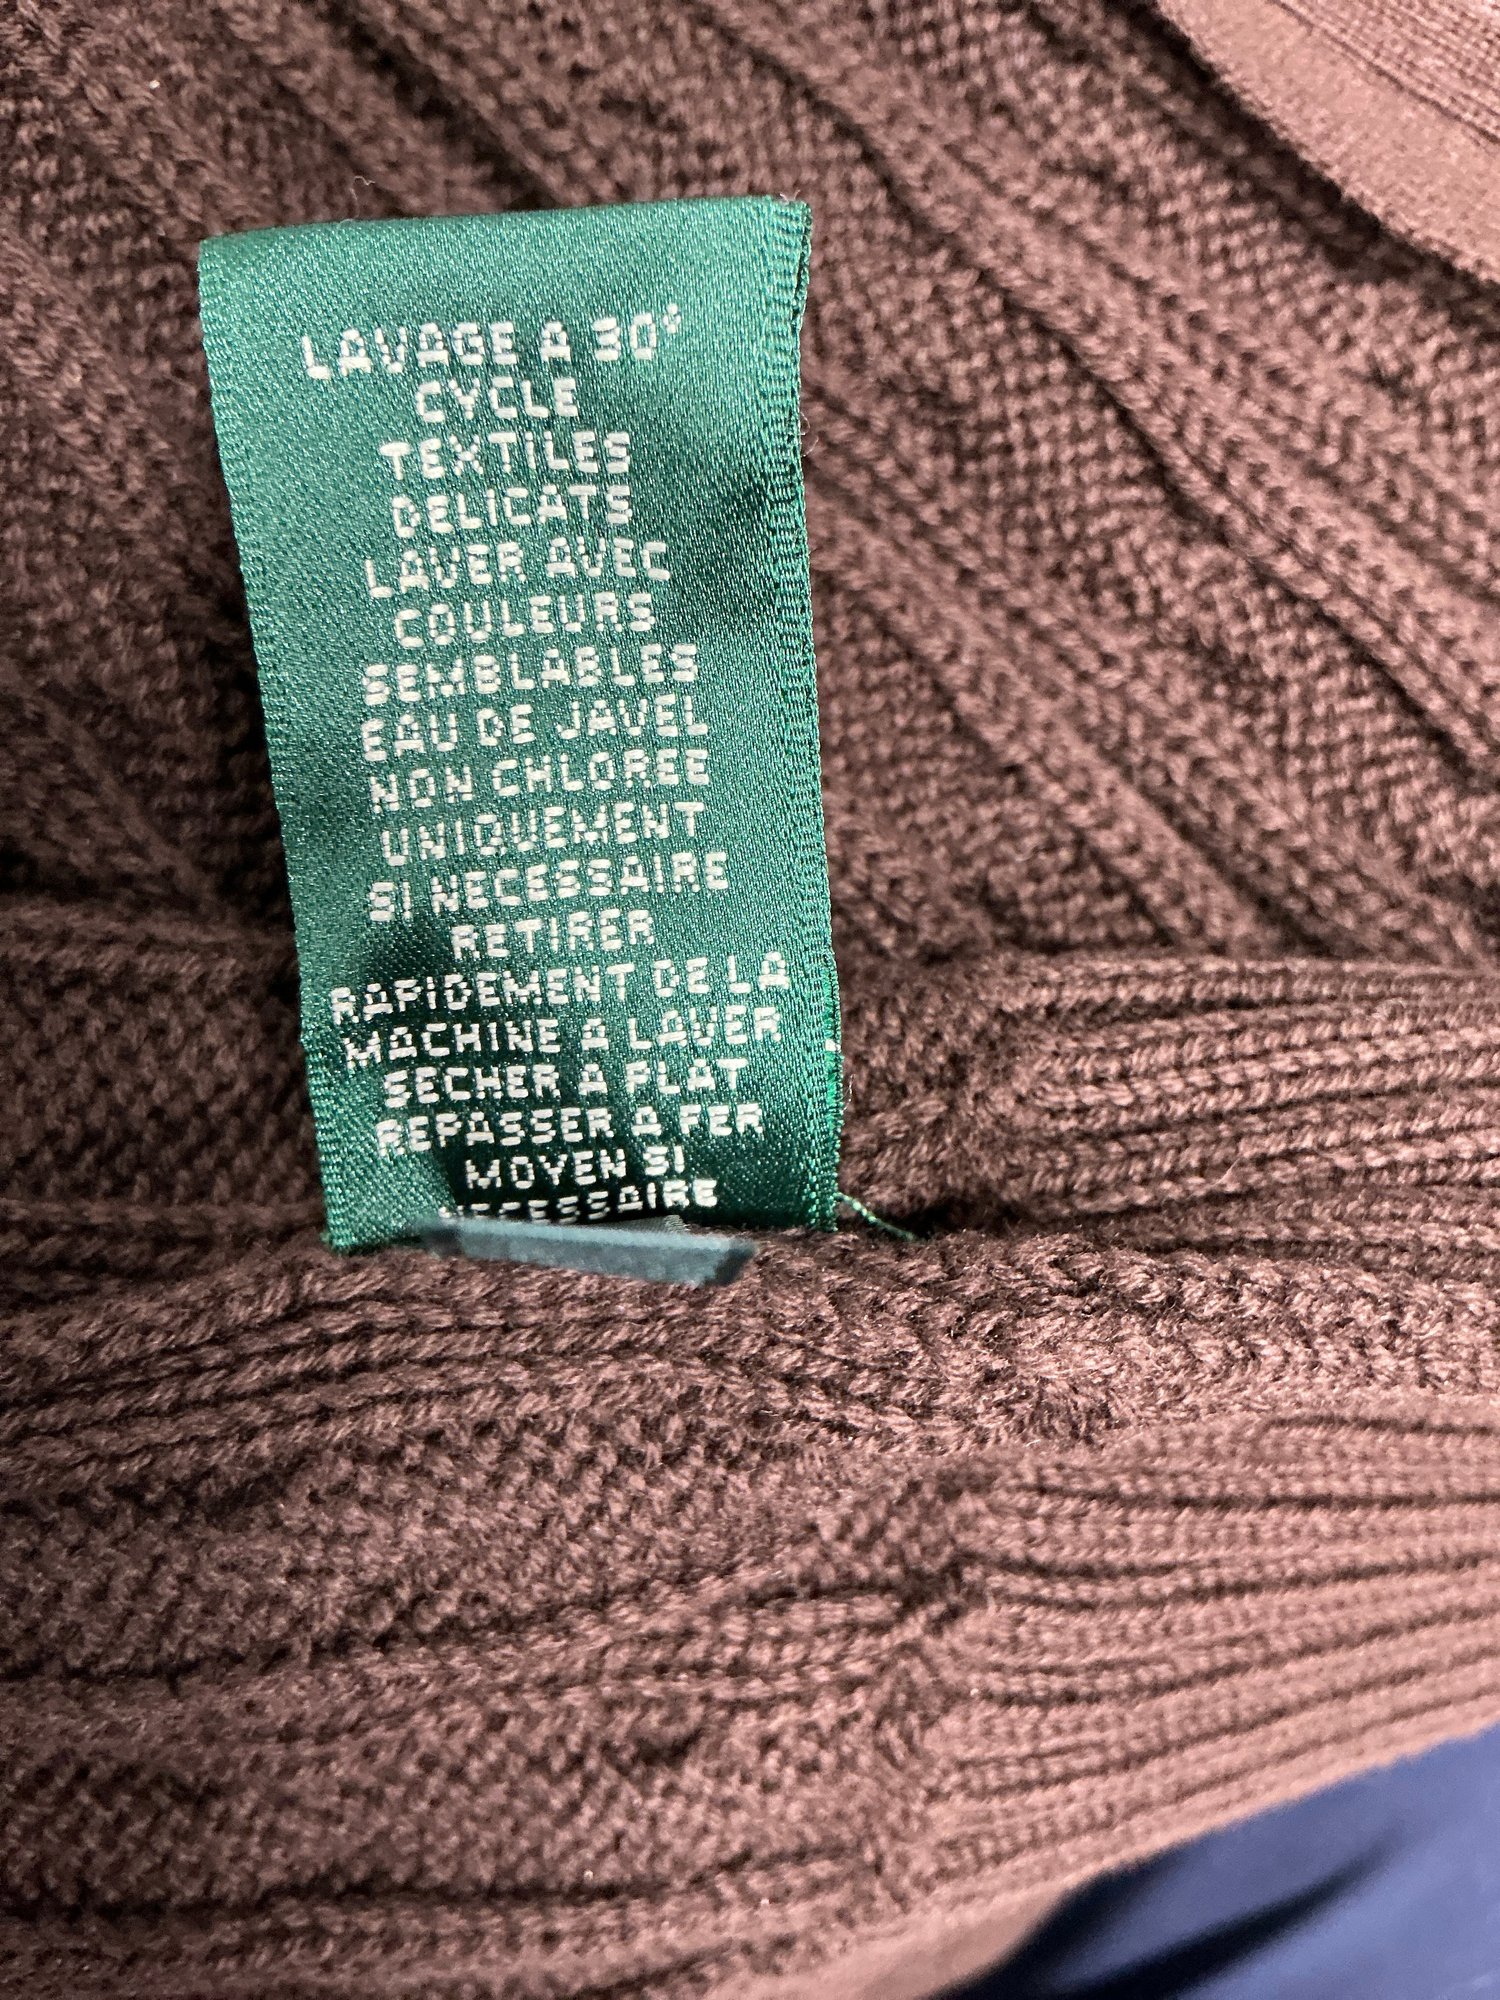 LAVAGE A 30°
CYCLE
TEXTILES
DELICATS
LAVER AVEC
COULEURS
SEMBLABLES
EAU DE JAVEL
NON CHLOREE
UNIQUEMENT
SI NECESSAIRE
RETIRER
RAPIDEMENT DE LA
MACHINE A LAVER
SECHER A PLAT
REPASSER A FER
MOYEN SI
NECESSAIRE